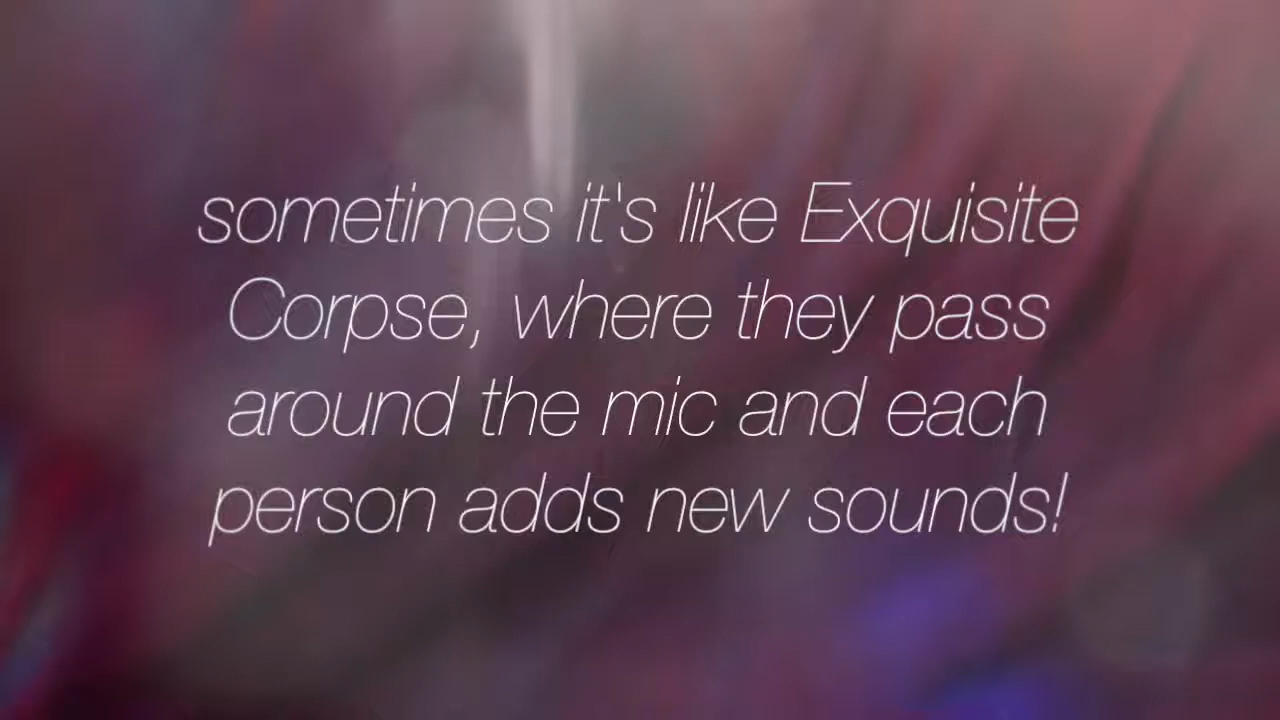 sometimes it's like Exquisite
Corpse, where they pass
around the mic and each
person adds new sounds!